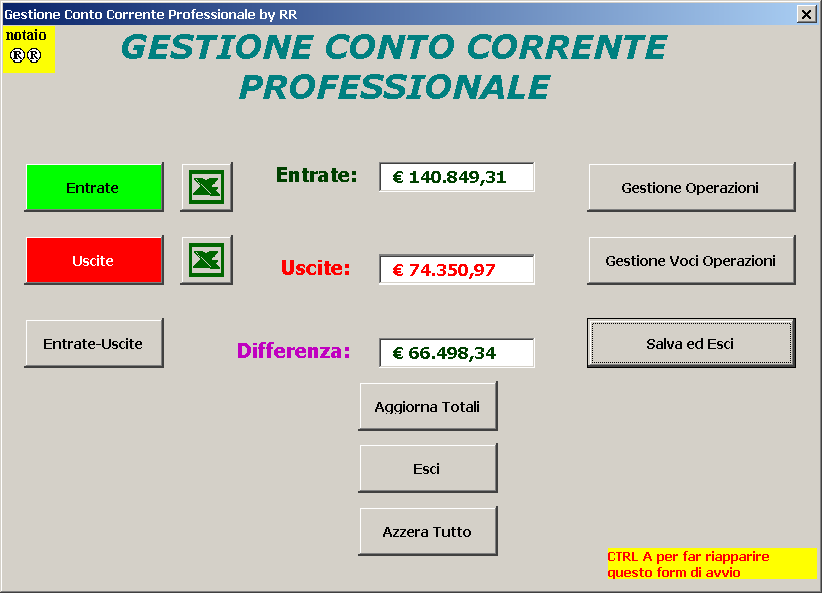 Gestione Conto Corrente Professionale by RR
notaio
®®
GESTIONE CONTO CORRENTE
PROFESSIONALE
Entrate
Entrate:
€ 140.849,31
Gestione Operazioni
Uscite
Uscite:
€ 74.350,97
Gestione Voci Operazioni
Entrate-Uscite
Differenza:
€ 66.498,34
Salva ed Esci
Aggiorna Totali
Esci
Azzera Tutto
CTRL A per far riapparire
questo form di avvio